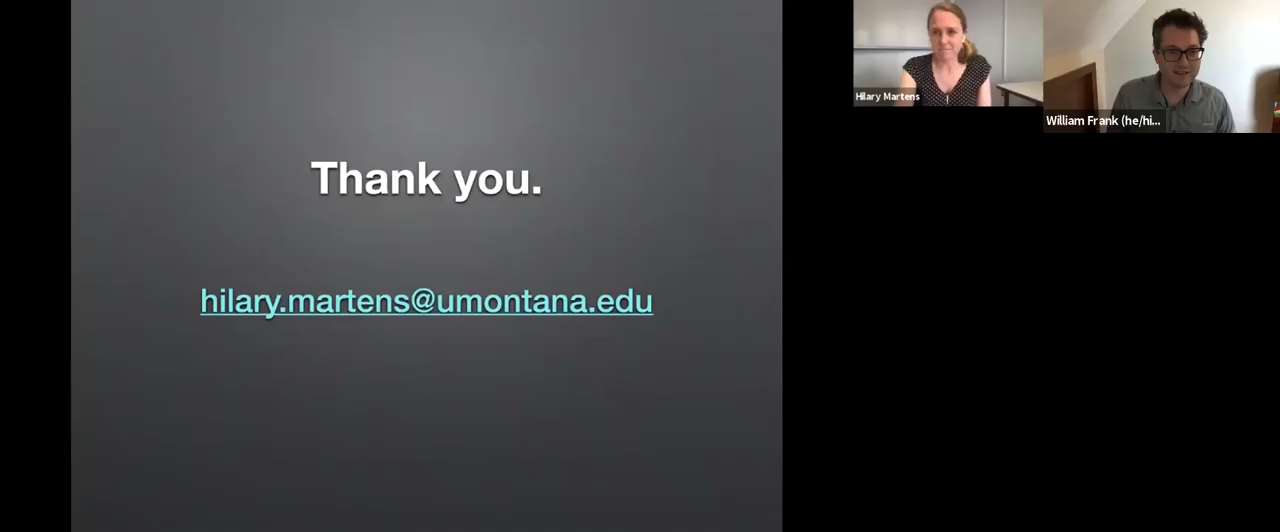 Thank you.
hilary.martens@umontana.edu
Hilary Martens
William Frank (he/hi...